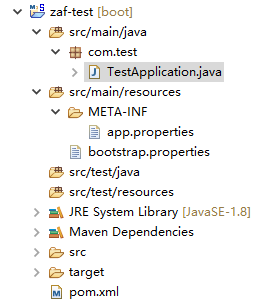 zaf-test [boot]
src/main/java
com.test
TestApplication.java
src/main/resources
META-INF
app.properties
bootstrap.properties
src/test/java
src/test/resources
JRE System Library [JavaSE-1.8]
Maven Dependencies
src
target
pom.xml